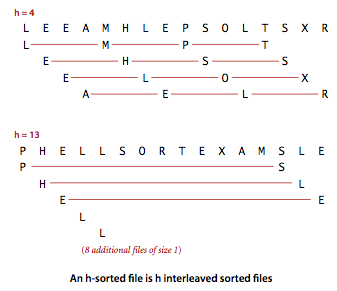 h = 4
L E E A M H L E P S O L T S X R
L M P T
E H S S
E L O X
A E L R
h = 13
P H E L L S O R T E X A M S L E
P S
H L
E E
L
L
(8 additional files of size 1)
An h-sorted file is h interleaved sorted files